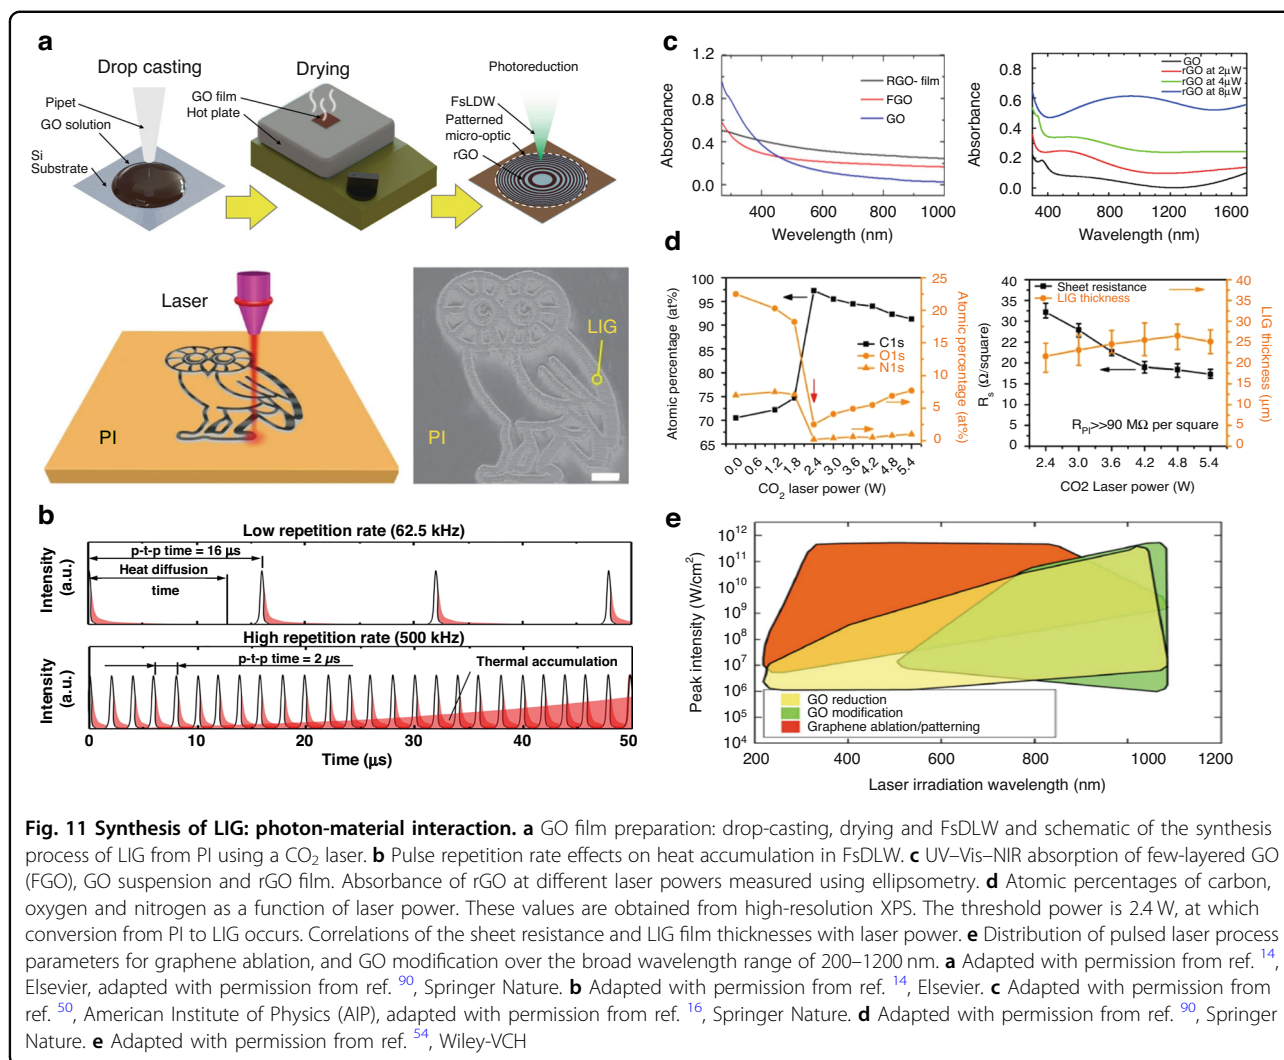 a
Drop casting
Drying
Photoreduction
Pipet
GO solution
Si
Substrate
GO film
Hot plate
FsLDW
Patterned
micro-optic
rGO
Laser
PI
LIG
PI
b
Low repetition rate (62.5 kHz)
p-t-p time = 16 μs
Heat diffusion
time
Intensity
(a.u.)
High repetition rate (500 kHz)
p-t-p time = 2 μs
Thermal accumulation
Intensity
(a.u.)
0 10 20 30 40 50
Time (μs)
c
1.2
0.8
0.4
0.0
Absorbance
RGO- film
FGO
GO
400 600 800 1000
Wevelength (nm)
0.8
0.6
0.4
0.2
0.0
Absorbance
GO
rGO at 2μW
rGO at 4μW
rGO at 8μW
400 800 1200 1600
Wavelength (nm)
d
100
95
90
85
80
75
70
65
Atomic percentage (at%)
C1s
O1s
N1s
25
20
15
10
5
0
Atomic percentage (at%)
0.0 0.6 1.2 1.8 2.4 3.0 3.6 4.2 4.8 5.4
CO2 laser power (W)
40
35
30
25
20
15
10
5
0
Rs (Ω/square)
Sheet resistance
LIG thickness
RPI>>90 MΩ per square
40
35
30
25
20
15
10
5
0
LIG thickness (μm)
2.4 3.0 3.6 4.2 4.8 5.4
CO2 Laser power (W)
e
10^12
10^11
10^10
10^9
10^8
10^7
10^6
10^5
10^4
Peak intensity (W/cm²)
GO reduction
GO modification
Graphene ablation/patterning
200 400 600 800 1000 1200
Laser irradiation wavelength (nm)
Fig. 11 Synthesis of LIG: photon-material interaction. a GO film preparation: drop-casting, drying and FsDLW and schematic of the synthesis
process of LIG from PI using a CO2 laser. b Pulse repetition rate effects on heat accumulation in FsDLW. c UV–Vis–NIR absorption of few-layered GO
(FGO), GO suspension and rGO film. Absorbance of rGO at different laser powers measured using ellipsometry. d Atomic percentages of carbon,
oxygen and nitrogen as a function of laser power. These values are obtained from high-resolution XPS. The threshold power is 2.4 W, at which
conversion from PI to LIG occurs. Correlations of the sheet resistance and LIG film thicknesses with laser power. e Distribution of pulsed laser process
parameters for graphene ablation, and GO modification over the broad wavelength range of 200–1200 nm. a Adapted with permission from ref. 14,
Elsevier, adapted with permission from ref. 90, Springer Nature. b Adapted with permission from ref. 14, Elsevier. c Adapted with permission from
ref. 50, American Institute of Physics (AIP), adapted with permission from ref. 16, Springer Nature. d Adapted with permission from ref. 90, Springer
Nature. e Adapted with permission from ref. 54, Wiley-VCH